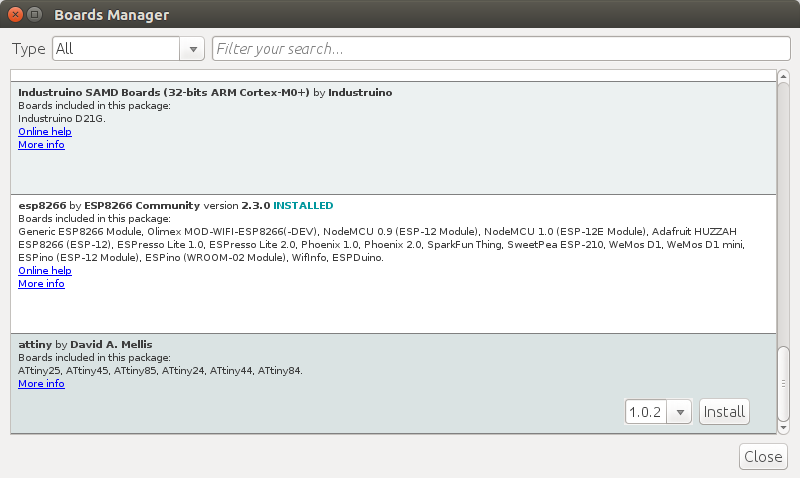 Boards Manager
Type All Filter your search...
Industruino SAMD Boards (32-bits ARM Cortex-M0+) by Industruino
Boards included in this package:
Industruino D21G.
Online help
More info
esp8266 by ESP8266 Community version 2.3.0 INSTALLED
Boards included in this package:
Generic ESP8266 Module, Olimex MOD-WIFI-ESP8266(-DEV), NodeMCU 0.9 (ESP-12 Module), NodeMCU 1.0 (ESP-12E Module), Adafruit HUZZAH
ESP8266 (ESP-12), ESPresso Lite 1.0, ESPresso Lite 2.0, Phoenix 1.0, Phoenix 2.0, SparkFun Thing, SweetPea ESP-210, WeMos D1, WeMos D1 mini,
ESPino (ESP-12 Module), ESPino (WROOM-02 Module), WifInfo, ESPDuino.
Online help
More info
attiny by David A. Mellis
Boards included in this package:
ATtiny25, ATtiny45, ATtiny85, ATtiny24, ATtiny44, ATtiny84.
More info
1.0.2 Install
Close